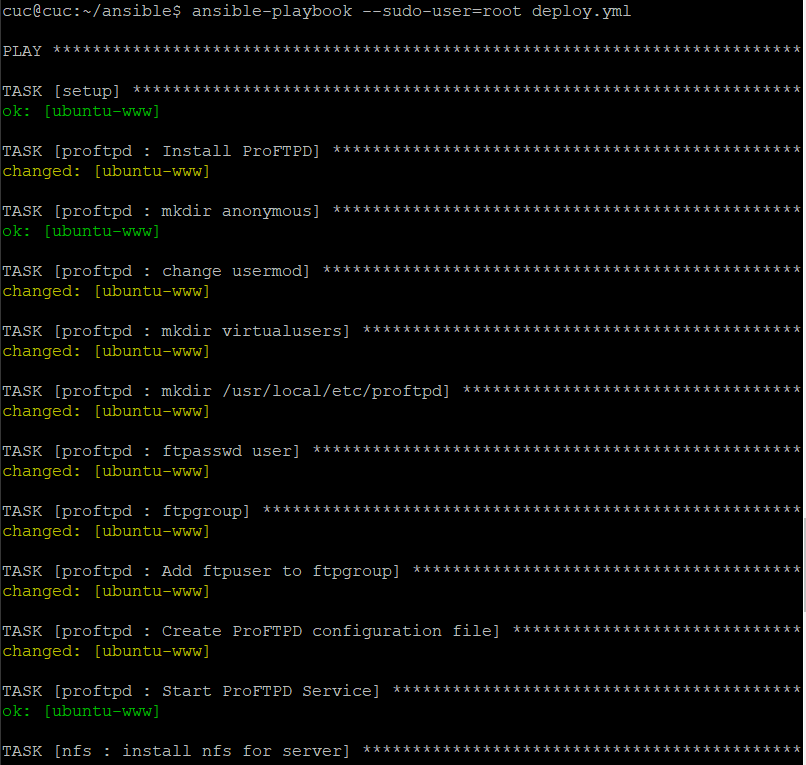 cuc@cuc:~/ansible$ ansible-playbook --sudo-user=root deploy.yml
PLAY ***************************************************************************
TASK [setup] *******************************************************************
ok: [ubuntu-www]
TASK [proftpd : Install ProFTPD] ***********************************************
changed: [ubuntu-www]
TASK [proftpd : mkdir anonymous] ***********************************************
ok: [ubuntu-www]
TASK [proftpd : change usermod] ************************************************
changed: [ubuntu-www]
TASK [proftpd : mkdir virtualusers] ********************************************
changed: [ubuntu-www]
TASK [proftpd : mkdir /usr/local/etc/proftpd] **********************************
changed: [ubuntu-www]
TASK [proftpd : ftpasswd user] *************************************************
changed: [ubuntu-www]
TASK [proftpd : ftpgroup] ******************************************************
changed: [ubuntu-www]
TASK [proftpd : Add ftpuser to ftpgroup] ***************************************
changed: [ubuntu-www]
TASK [proftpd : Create ProFTPD configuration file] *****************************
changed: [ubuntu-www]
TASK [proftpd : Start ProFTPD Service] *****************************************
ok: [ubuntu-www]
TASK [nfs : install nfs for server] ********************************************